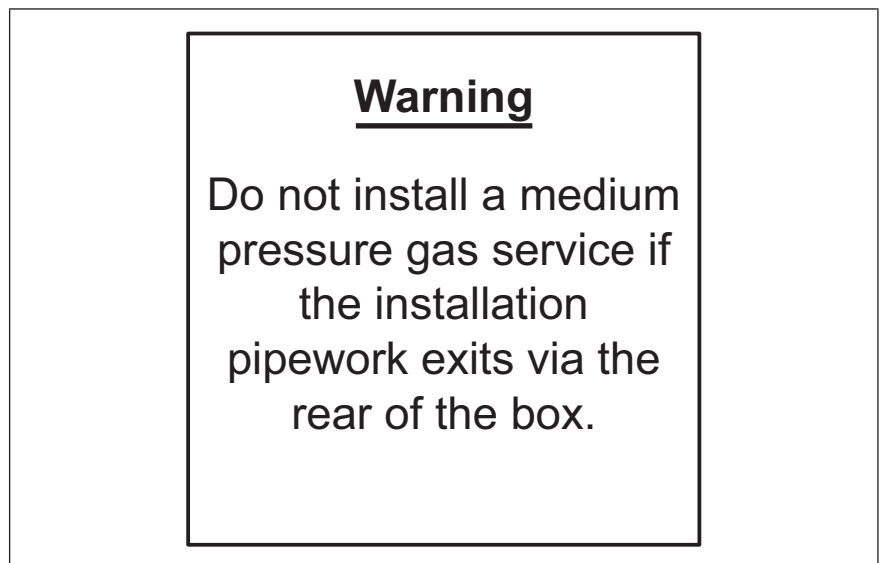 Warning
Do not install a medium
pressure gas service if
the installation
pipework exits via the
rear of the box.